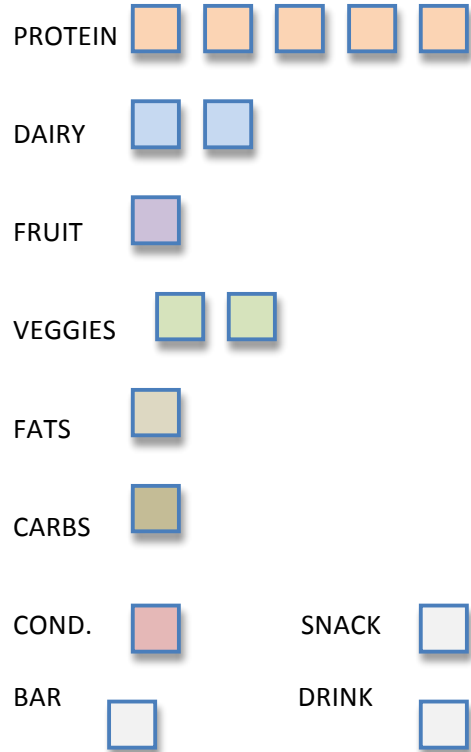 PROTEIN
DAIRY
FRUIT
VEGGIES
FATS
CARBS
COND. SNACK
BAR DRINK